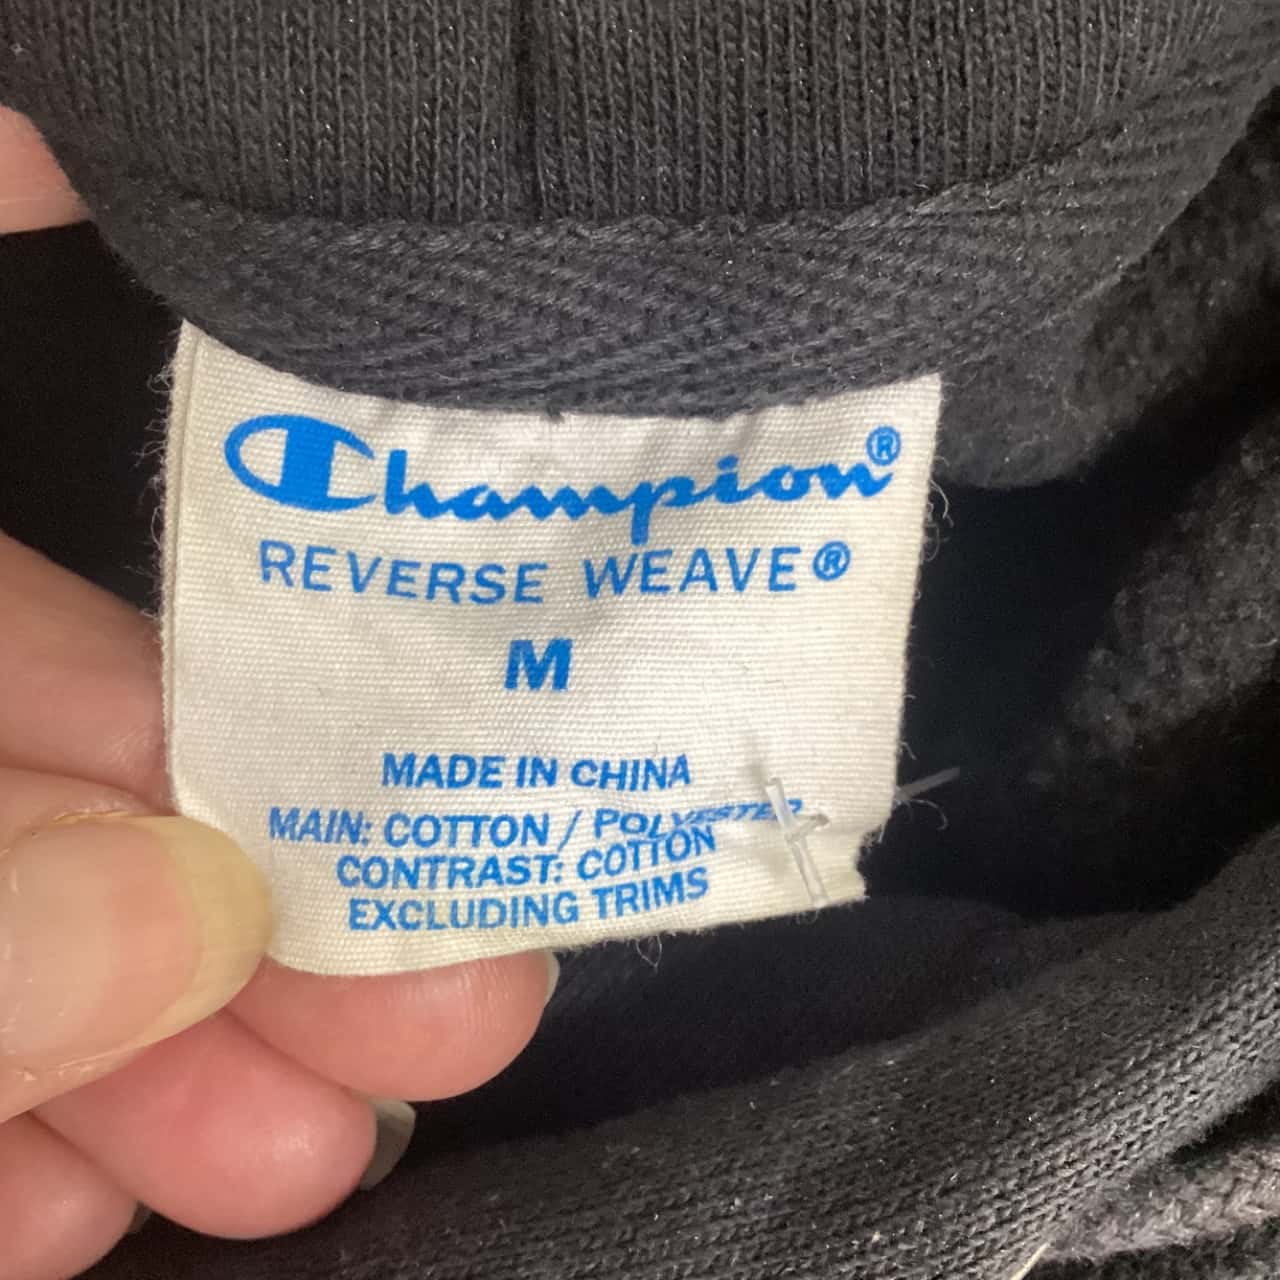 Champion®
REVERSE WEAVE®
M
MADE IN CHINA
MAIN: COTTON / POLYESTER
CONTRAST: COTTON
EXCLUDING TRIMS